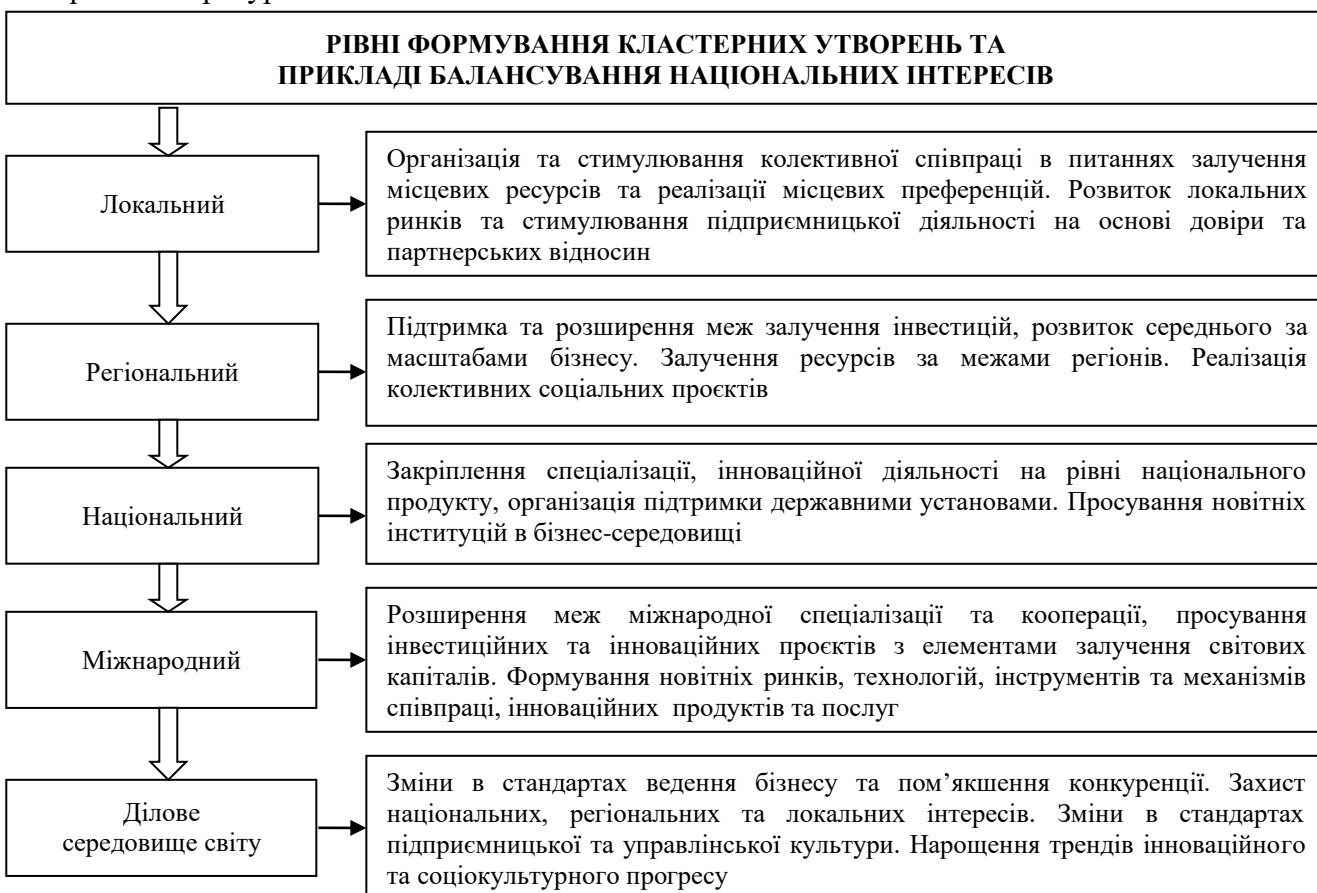 РІВНІ ФОРМУВАННЯ КЛАСТЕРНИХ УТВОРЕНЬ ТА
ПРИКЛАДІ БАЛАНСУВАННЯ НАЦІОНАЛЬНИХ ІНТЕРЕСІВ
Локальний
Організація та стимулювання колективної співпраці в питаннях залучення
місцевих ресурсів та реалізації місцевих преференцій. Розвиток локальних
ринків та стимулювання підприємницької діяльності на основі довіри та
партнерських відносин
Регіональний
Підтримка та розширення меж залучення інвестицій, розвиток середнього за
масштабами бізнесу. Залучення ресурсів за межами регіонів. Реалізація
колективних соціальних проєктів
Національний
Закріплення спеціалізації, інноваційної діяльності на рівні національного
продукту, організація підтримки державними установами. Просування новітніх
інституцій в бізнес-середовищі
Міжнародний
Розширення меж міжнародної спеціалізації та кооперації, просування
інвестиційних та інноваційних проєктів з елементами залучення світових
капіталів. Формування новітніх ринків, технологій, інструментів та механізмів
співпраці, інноваційних продуктів та послуг
Ділове
середовище світу
Зміни в стандартах ведення бізнесу та пом’якшення конкуренції. Захист
національних, регіональних та локальних інтересів. Зміни в стандартах
підприємницької та управлінської культури. Нарощення трендів інноваційного
та соціокультурного прогресу